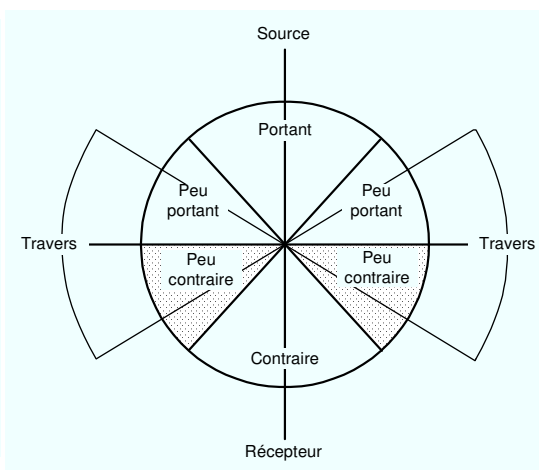 Source
Portant
Peu
portant
Peu
portant
Travers
Travers
Peu
contraire
Peu
contraire
Contraire
Récepteur